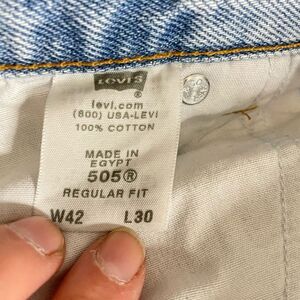 LEVI'S
®
levi.com
(800) USA-LEVI
100% COTTON
MADE IN
EGYPT
505®
REGULAR FIT
W42 L30